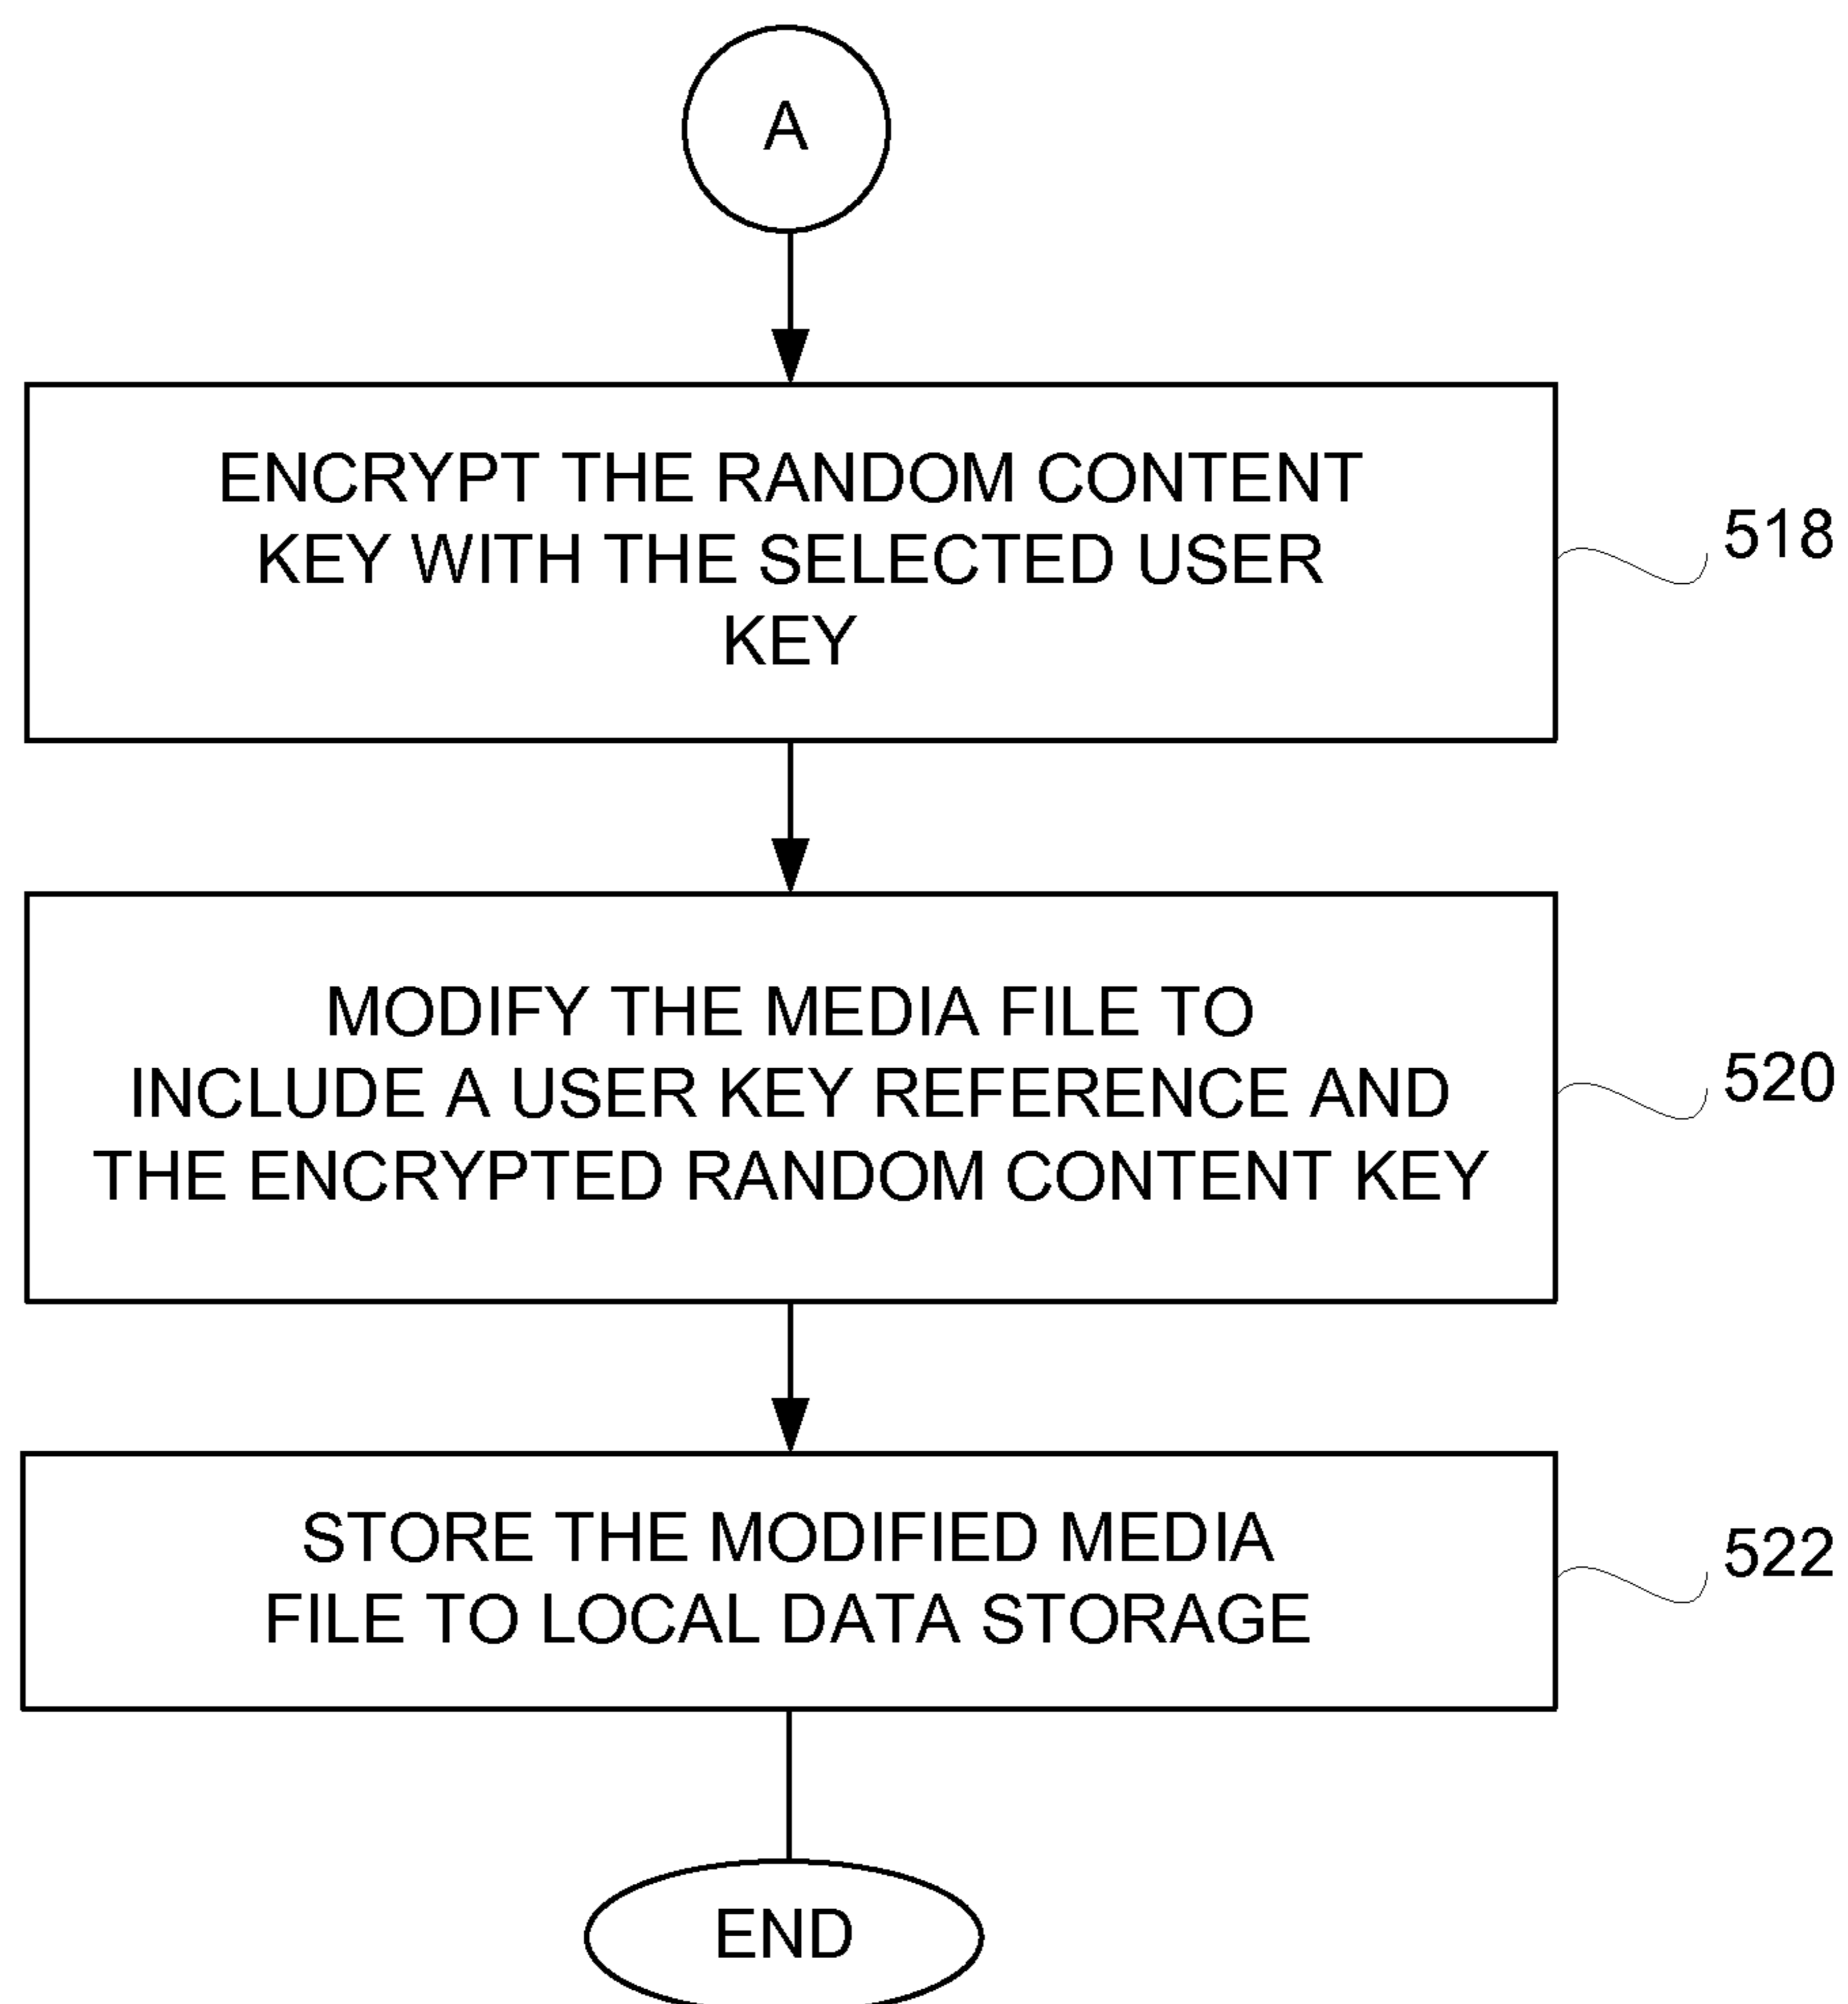 A
ENCRYPT THE RANDOM CONTENT
KEY WITH THE SELECTED USER
KEY
518
MODIFY THE MEDIA FILE TO
INCLUDE A USER KEY REFERENCE AND
THE ENCRYPTED RANDOM CONTENT KEY
520
STORE THE MODIFIED MEDIA
FILE TO LOCAL DATA STORAGE
522
END